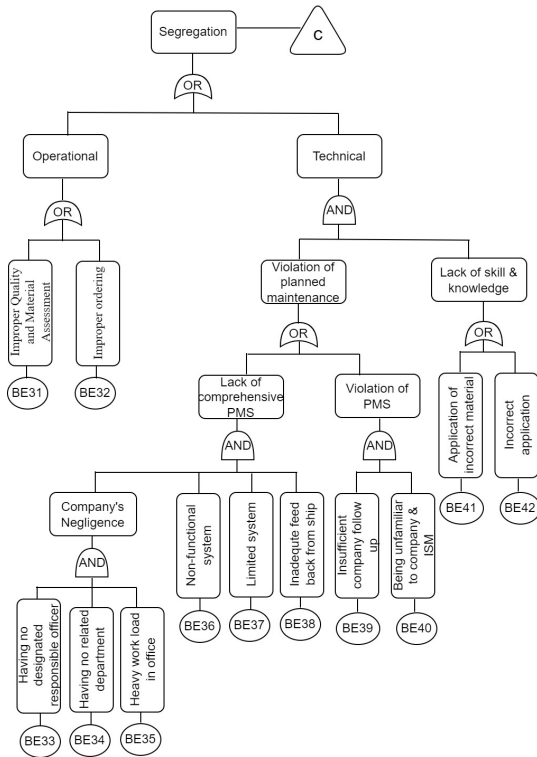 Segregation
C
OR
Operational
Technical
OR
AND
Improper Quality
and Material
Assessment
Improper ordering
BE31
BE32
Violation of
planned
maintenance
Lack of skill &
knowledge
OR
OR
Lack of
comprehensive
PMS
Violation of
PMS
Application of
incorrect material
Incorrect
application
BE41
BE42
AND
AND
Company's
Negligence
Non-functional
system
Limited system
Inadequte feed
back from ship
Insufficient
company follow
up
Being unfamiliar
to company &
ISM
AND
BE36
BE37
BE38
BE39
BE40
Having no
designated
responsible officer
Having no related
department
Heavy work load
in office
BE33
BE34
BE35